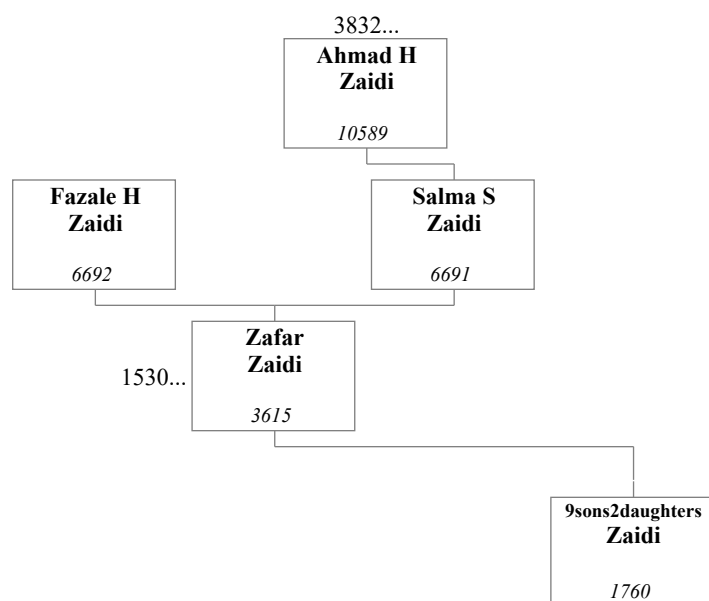 3832...
Ahmad H
Zaidi
10589
Fazale H
Zaidi
6692
Salma S
Zaidi
6691
1530...
Zafar
Zaidi
3615
9sons2daughters
Zaidi
1760